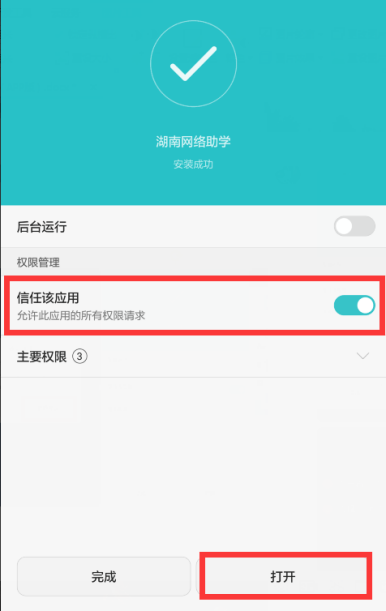 湖南网络助学
安装成功
后台运行
权限管理
信任该应用
允许此应用的所有权限请求
主要权限 ③
完成
打开